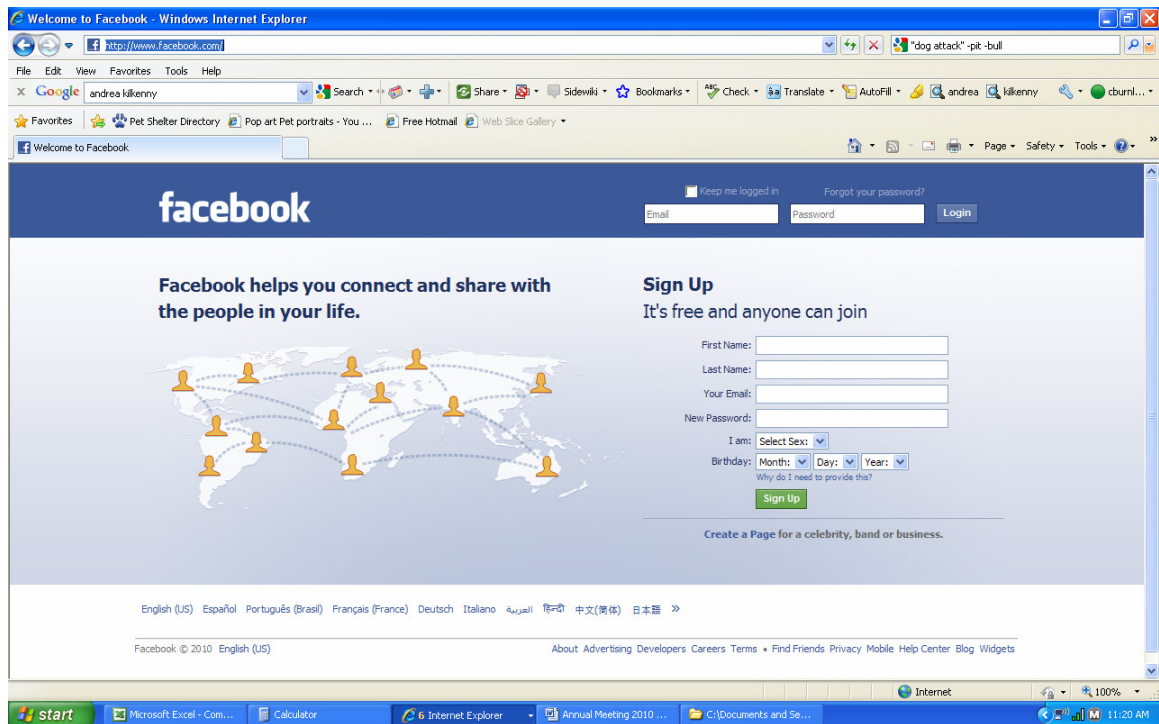 Welcome to Facebook - Windows Internet Explorer
http://www.facebook.com/ "dog attack" -pit -bull
File Edit View Favorites Tools Help
x Google andrea kilkenny Search Share Sidewiki Bookmarks Check Translate AutoFill andrea kilkenny cburnl...
Favorites Pet Shelter Directory Pop art Pet portraits - You ... Free Hotmail Web Slice Gallery
Welcome to Facebook Page Safety Tools »
facebook
Keep me logged in Forgot your password?
Email Password Login
Facebook helps you connect and share with
the people in your life.
Sign Up
It's free and anyone can join
First Name:
Last Name:
Your Email:
New Password:
I am: Select Sex:
Birthday: Month: Day: Year:
Why do I need to provide this?
Sign Up
Create a Page for a celebrity, band or business.
English (US) Español Português (Brasil) Français (France) Deutsch Italiano العربية हिन्दी 中文(简体) 日本語 »
Facebook © 2010 English (US) About Advertising Developers Careers Terms • Find Friends Privacy Mobile Help Center Blog Widgets
Internet 100%
start Microsoft Excel - Com... Calculator 6 Internet Explorer Annual Meeting 2010 ... C:\Documents and Se... 11:20 AM